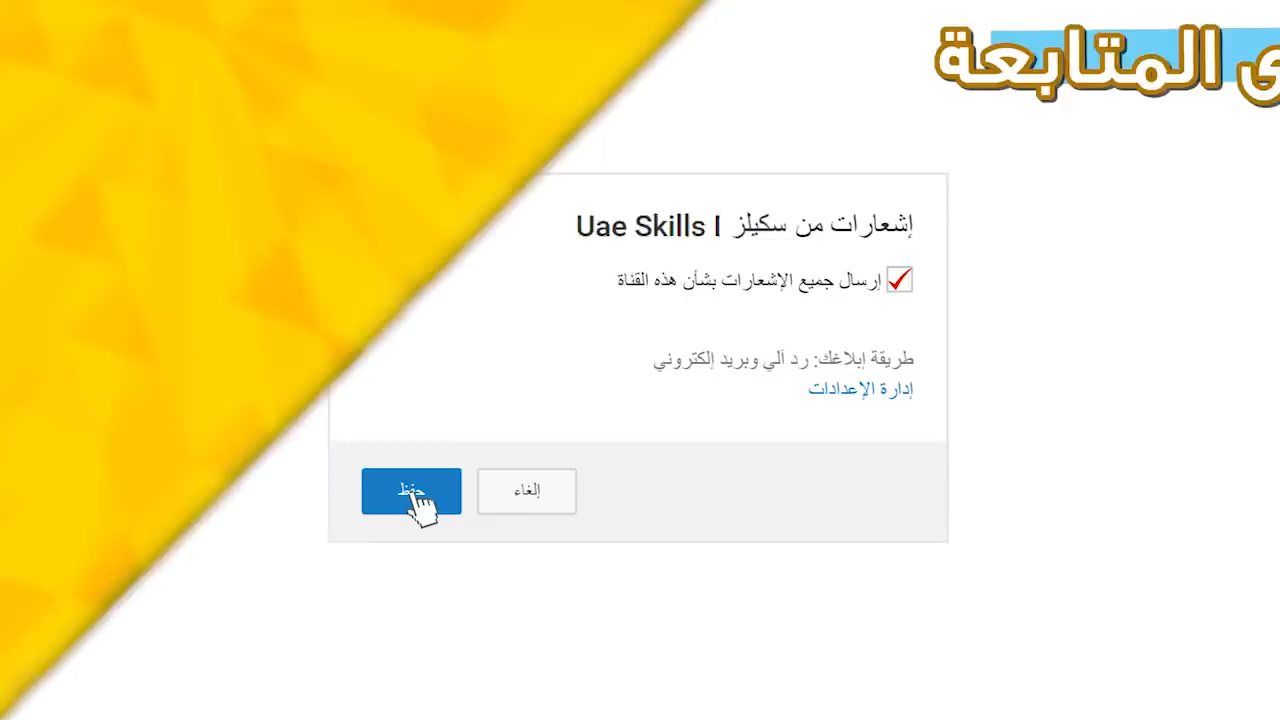 المتابعة
إشعارات من سكيلز Uae Skills I
إرسال جميع الإشعارات بشأن هذه القناة
طريقة إبلاغك: رد آلي وبريد إلكتروني
إدارة الإعدادات
إلغاء
حفظ